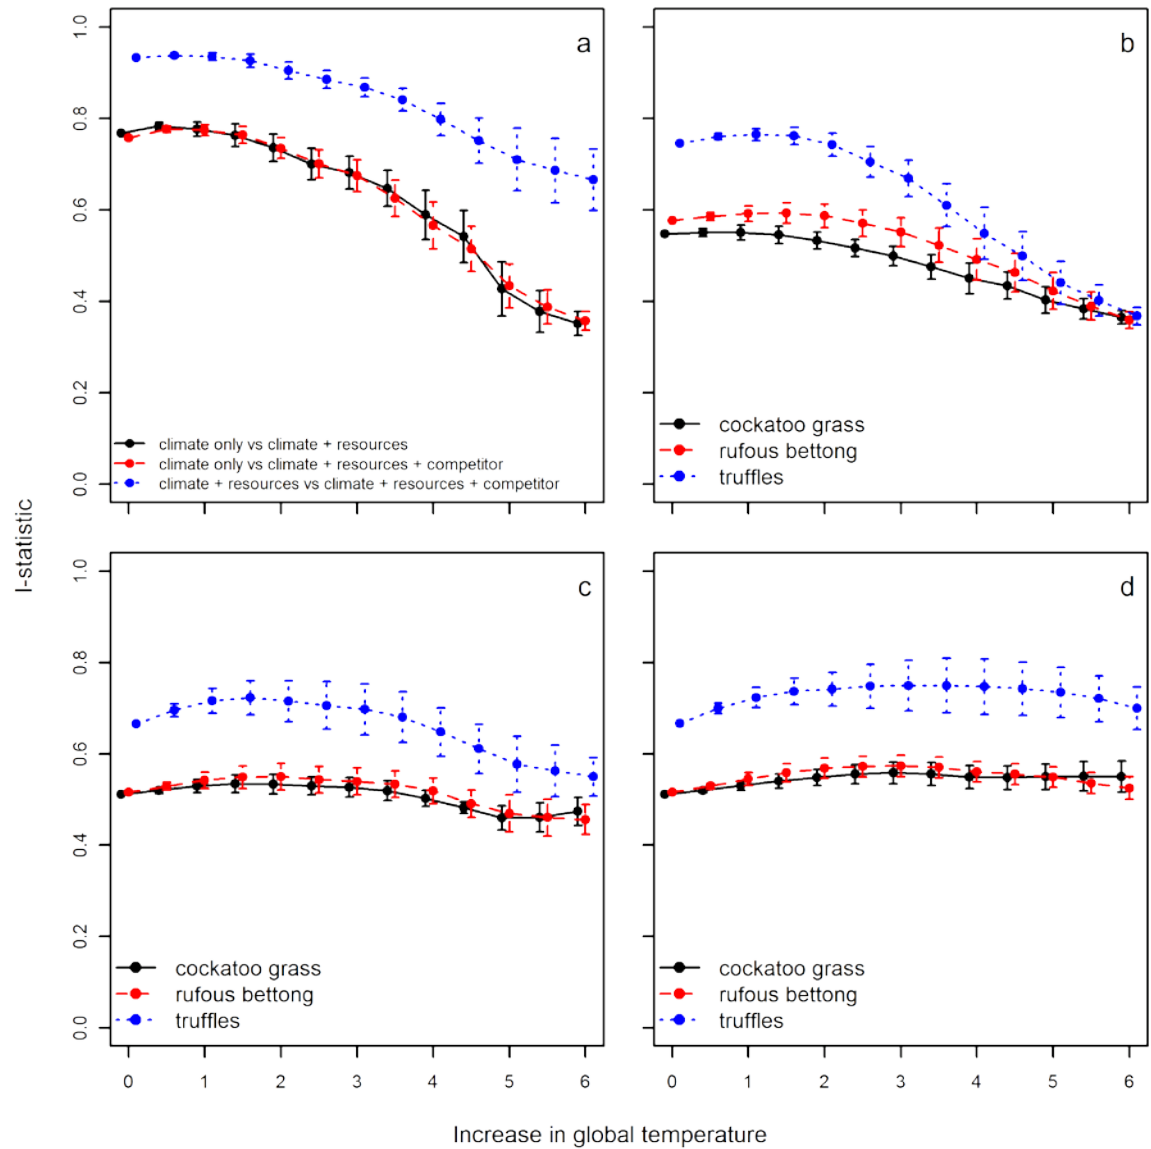 a
1.0
0.8
0.6
0.4
0.2
0.0
climate only vs climate + resources
climate only vs climate + resources + competitor
climate + resources vs climate + resources + competitor
b
cockatoo grass
rufous bettong
truffles
I-statistic
c
1.0
0.8
0.6
0.4
0.2
0.0
cockatoo grass
rufous bettong
truffles
0 1 2 3 4 5 6
d
cockatoo grass
rufous bettong
truffles
0 1 2 3 4 5 6
Increase in global temperature